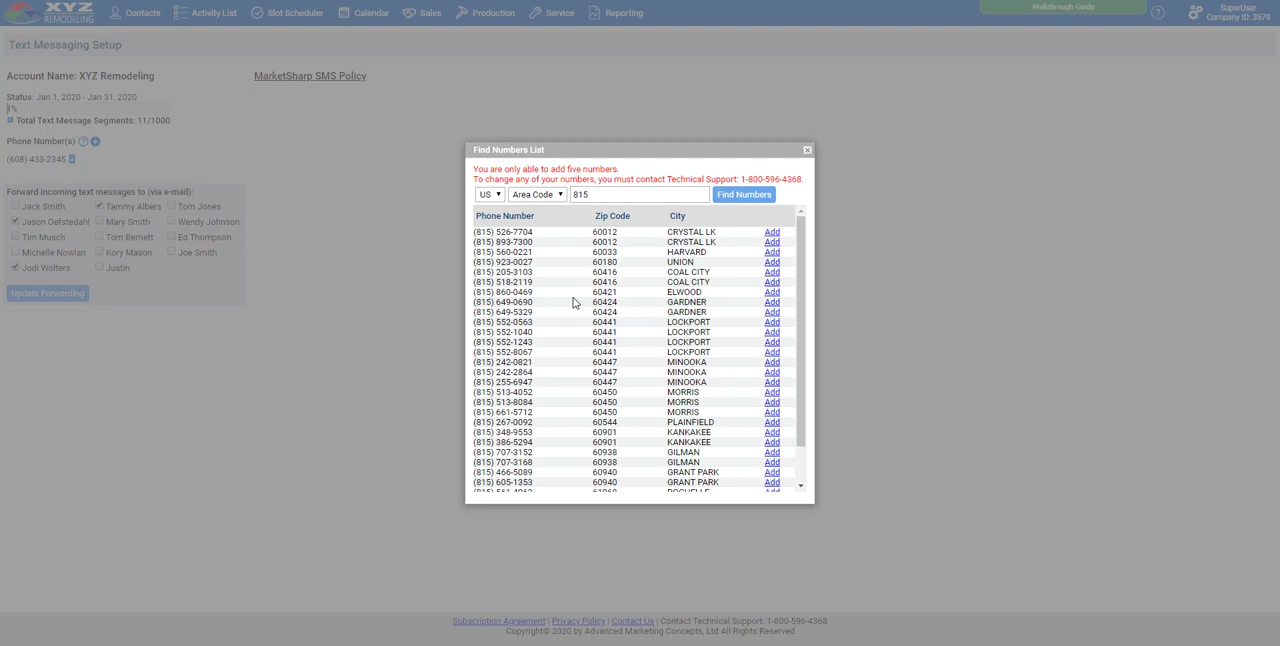 XYZ
REMODELING
Contacts
Activity List
Slot Scheduler
Calendar
Sales
Production
Service
Reporting
Walkthrough Guide
?
SuperUser
Company ID: 3579
Text Messaging Setup
Account Name: XYZ Remodeling
MarketSharp SMS Policy
Status: Jan 1, 2020 - Jan 31, 2020
1%
Total Text Message Segments: 11/1000
Phone Number(s)
(608) 433-2345
Forward incoming text messages to (via e-mail):
Jack Smith Tammy Albers Tom Jones
Jason Oefstedahl Mary Smith Wendy Johnson
Tim Musch Tom Bernett Ed Thompson
Michelle Nowlan Kory Mason Joe Smith
Jodi Wolters Justin
Update Forwarding
Find Numbers List
You are only able to add five numbers.
To change any of your numbers, you must contact Technical Support: 1-800-596-4368.
US Area Code 815 Find Numbers
Phone Number Zip Code City
(815) 526-7704 60012 CRYSTAL LK Add
(815) 893-7300 60012 CRYSTAL LK Add
(815) 560-0221 60033 HARVARD Add
(815) 923-0027 60180 UNION Add
(815) 205-3103 60416 COAL CITY Add
(815) 518-2119 60416 COAL CITY Add
(815) 860-0469 60421 ELWOOD Add
(815) 649-0690 60424 GARDNER Add
(815) 649-5329 60424 GARDNER Add
(815) 552-0563 60441 LOCKPORT Add
(815) 552-1040 60441 LOCKPORT Add
(815) 552-1243 60441 LOCKPORT Add
(815) 552-8067 60441 LOCKPORT Add
(815) 242-0821 60447 MINOOKA Add
(815) 242-2864 60447 MINOOKA Add
(815) 255-6947 60447 MINOOKA Add
(815) 513-4052 60450 MORRIS Add
(815) 513-8084 60450 MORRIS Add
(815) 661-5712 60450 MORRIS Add
(815) 267-0092 60544 PLAINFIELD Add
(815) 348-9553 60901 KANKAKEE Add
(815) 386-5294 60901 KANKAKEE Add
(815) 707-3152 60938 GILMAN Add
(815) 707-3168 60938 GILMAN Add
(815) 466-5089 60940 GRANT PARK Add
(815) 605-1353 60940 GRANT PARK Add
Subscription Agreement | Privacy Policy | Contact Us | Contact Technical Support: 1-800-596-4368
Copyright© 2020 by Advanced Marketing Concepts, Ltd All Rights Reserved